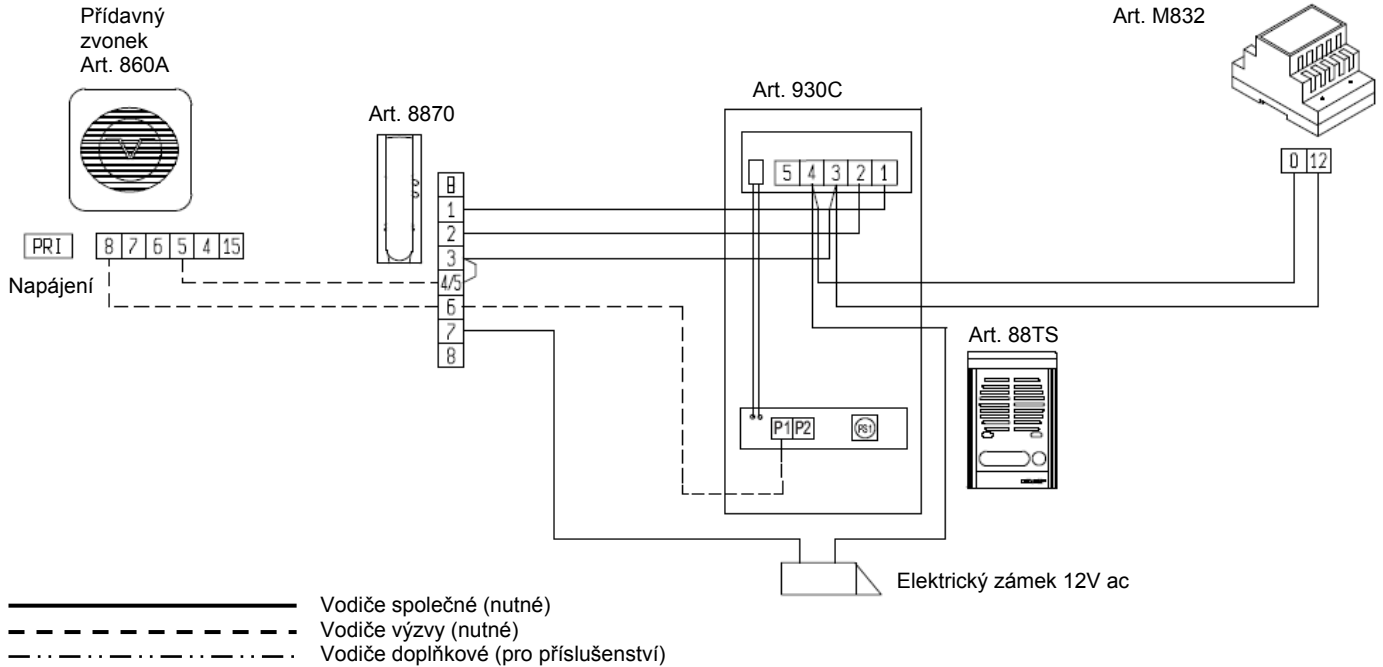 Přídavný
zvonek
Art. 860A
Art. M832
Art. 8870
Art. 930C
5 4 3 2 1
0 12
8
1
2
3
4/5
6
7
8
PRI
8 7 6 5 4 15
Napájení
Art. 88TS
P1 P2
PS1
Elektrický zámek 12V ac
Vodiče společné (nutné)
Vodiče výzvy (nutné)
Vodiče doplňkové (pro příslušenství)